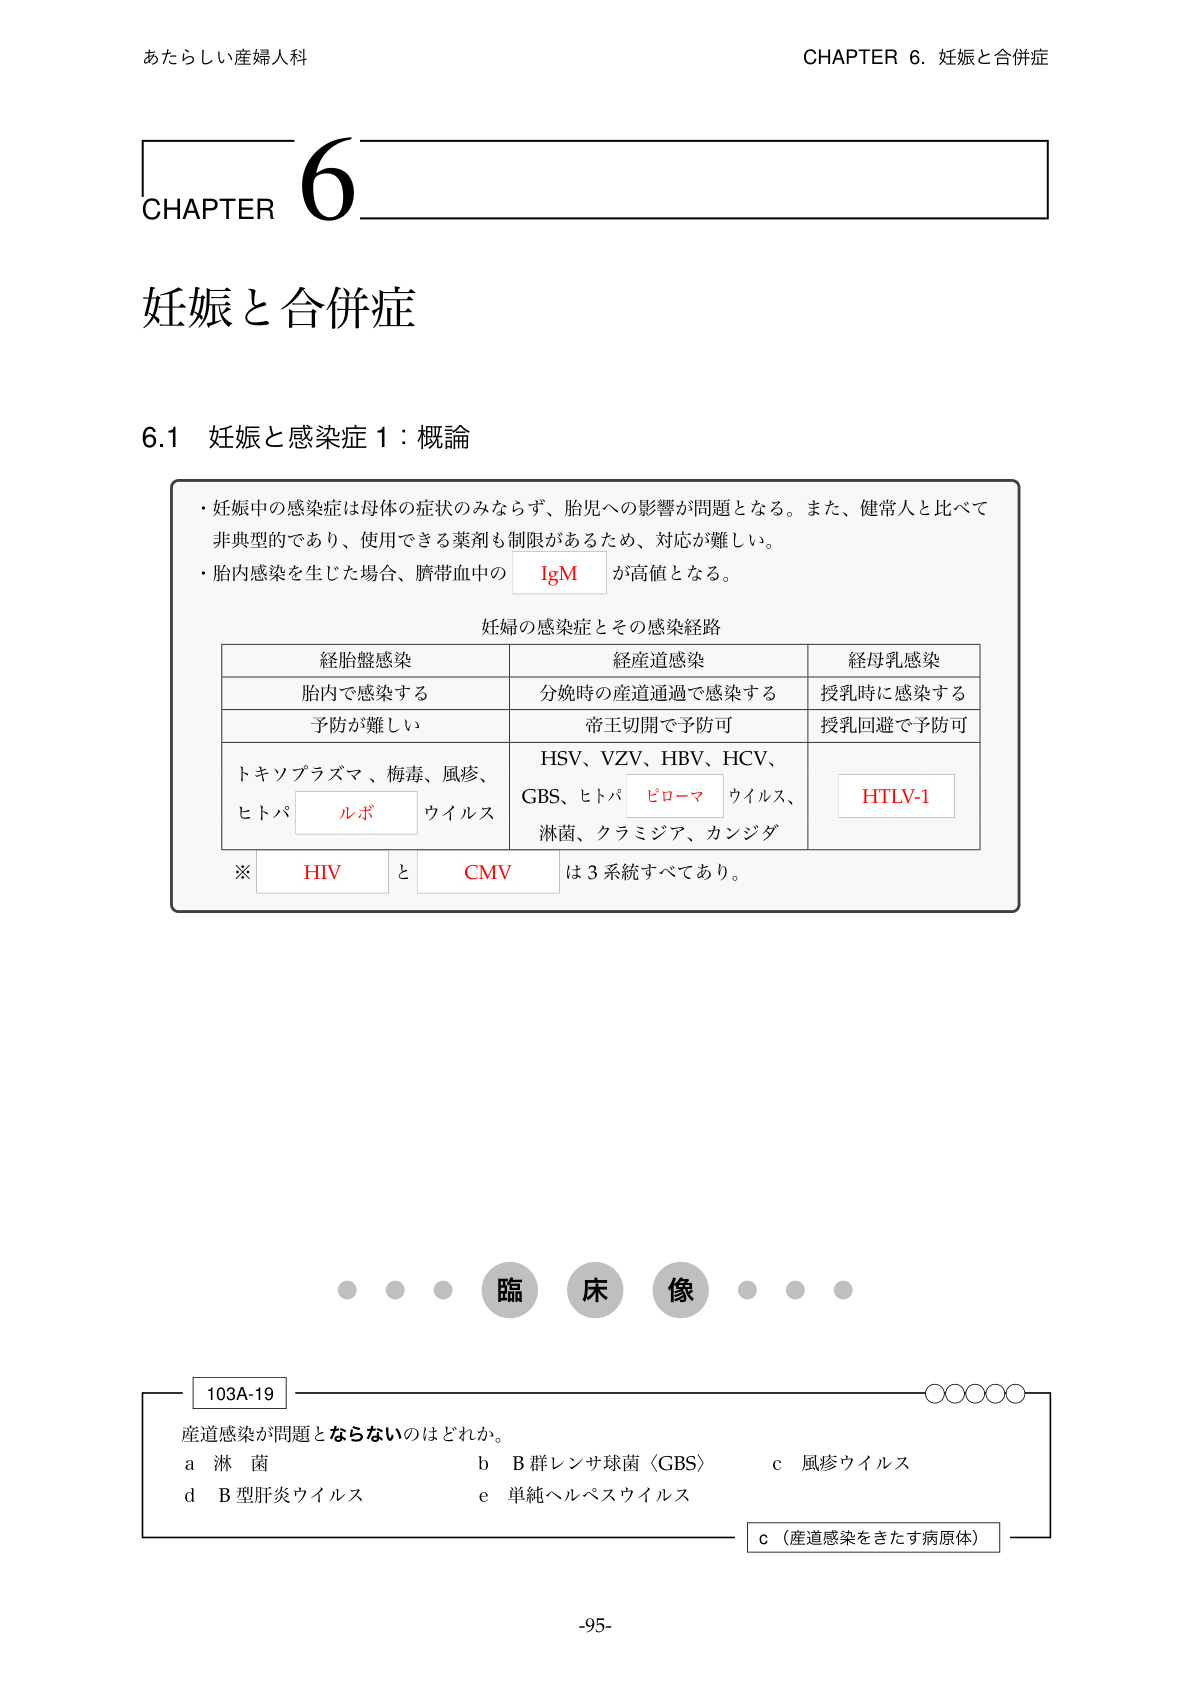 あたらしい産婦人科 CHAPTER 6. 妊娠と合併症
CHAPTER 6
妊娠と合併症
6.1 妊娠と感染症 1：概論
・妊娠中の感染症は母体の症状のみならず、胎児への影響が問題となる。また、健常人と比べて
非典型的であり、使用できる薬剤も制限があるため、対応が難しい。
・胎内感染を生じた場合、臍帯血中の IgM が高値となる。
妊婦の感染症とその感染経路
経胎盤感染 経産道感染 経母乳感染
胎内で感染する 分娩時の産道通過で感染する 授乳時に感染する
予防が難しい 帝王切開で予防可 授乳回避で予防可
トキソプラズマ 、梅毒、風疹、
ヒトパ ルボ ウイルス
HSV、VZV、HBV、HCV、
GBS、ヒトパ ピローマ ウイルス、
淋菌、クラミジア、カンジダ
HTLV-1
※ HIV と CMV は 3 系統すべてあり。
臨 床 像
103A-19
産道感染が問題とならないのはどれか。
a 淋 菌 b B 群レンサ球菌〈GBS〉 c 風疹ウイルス
d B 型肝炎ウイルス e 単純ヘルペスウイルス
c （産道感染をきたす病原体）
-95-